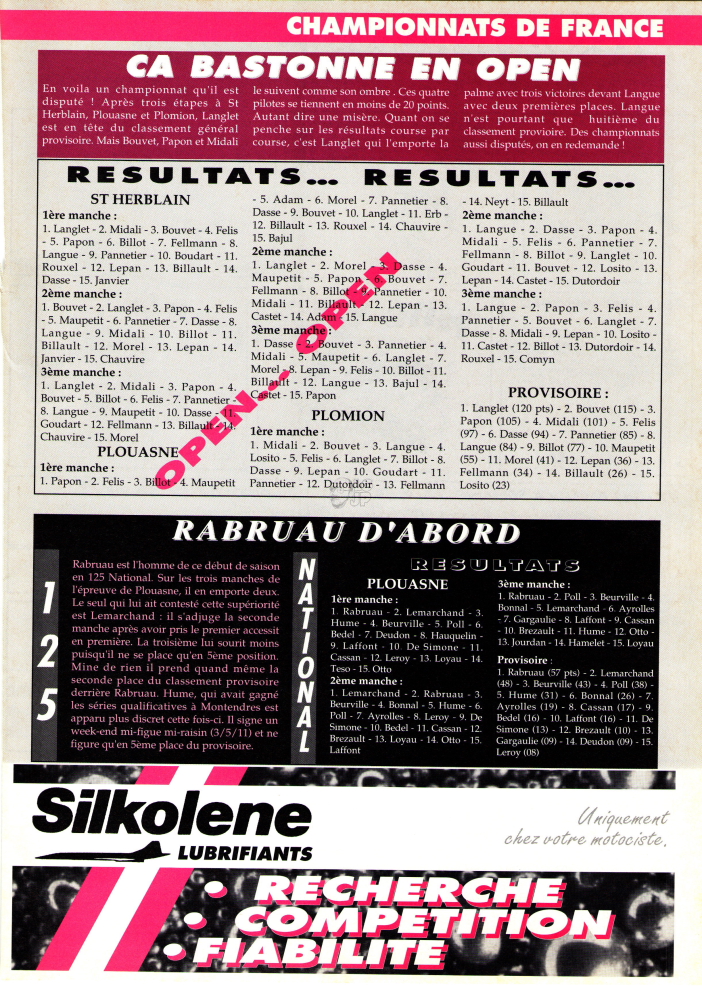 CHAMPIONNATS DE FRANCE
CA BASTONNE EN OPEN
En voila un championnat qu'il est
disputé ! Après trois étapes à St
Herblain, Plouasne et Plomion, Langlet
est en tête du classement général
provisoire. Mais Bouvet, Papon et Midali
le suivent comme son ombre . Ces quatre
pilotes se tiennent en moins de 20 points.
Autant dire une misère. Quant on se
penche sur les résultats course par
course, c'est Langlet qui l'emporte la
palme avec trois victoires devant Langue
avec deux premières places. Langue
n'est pourtant que huitième du
classement provioire. Des championnats
aussi disputés, on en redemande !
RESULTATS... RESULTATS...
ST HERBLAIN
1ère manche :
1. Langlet - 2. Midali - 3. Bouvet - 4. Felis
- 5. Papon - 6. Billot - 7. Fellmann - 8.
Langue - 9. Pannetier - 10. Boudart - 11.
Rouxel - 12. Lepan - 13. Billault - 14.
Dasse - 15. Janvier
2ème manche :
1. Bouvet - 2. Langlet - 3. Papon - 4. Felis
- 5. Maupetit - 6. Pannetier - 7. Dasse - 8.
Langue - 9. Midali - 10. Billot - 11.
Billault - 12. Morel - 13. Lepan - 14.
Janvier - 15. Chauvire
3ème manche :
1. Langlet - 2. Midali - 3. Papon - 4.
Bouvet - 5. Billot - 6. Felis - 7. Pannetier -
8. Langue - 9. Maupetit - 10. Dasse - 11.
Goudart - 12. Fellmann - 13. Billault - 14.
Chauvire - 15. Morel
PLOUASNE
1ère manche :
1. Papon - 2. Felis - 3. Billot - 4. Maupetit
- 5. Adam - 6. Morel - 7. Pannetier - 8.
Dasse - 9. Bouvet - 10. Langlet - 11. Erb -
12. Billault - 13. Rouxel - 14. Chauvire -
15. Bajul
2ème manche :
1. Langlet - 2. Morel - 3. Dasse - 4.
Maupetit - 5. Papon - 6. Bouvet - 7.
Fellmann - 8. Billot - 9. Pannetier - 10.
Midali - 11. Billault - 12. Lepan - 13.
Castet - 14. Adam - 15. Langue
3ème manche :
1. Dasse - 2. Bouvet - 3. Pannetier - 4.
Midali - 5. Maupetit - 6. Langlet - 7.
Morel - 8. Lepan - 9. Felis - 10. Billot - 11.
Billault - 12. Langue - 13. Bajul - 14.
Castet - 15. Papon
PLOMION
1ère manche :
1. Midali - 2. Bouvet - 3. Langue - 4.
Losito - 5. Felis - 6. Langlet - 7. Billot - 8.
Dasse - 9. Lepan - 10. Goudart - 11.
Pannetier - 12. Dutordoir - 13. Fellmann
- 14. Neyt - 15. Billault
2ème manche :
1. Langue - 2. Dasse - 3. Papon - 4.
Midali - 5. Felis - 6. Pannetier - 7.
Fellmann - 8. Billot - 9. Langlet - 10.
Goudart - 11. Bouvet - 12. Losito - 13.
Lepan - 14. Castet - 15. Dutordoir
3ème manche :
1. Langue - 2. Papon - 3. Felis - 4.
Pannetier - 5. Bouvet - 6. Langlet - 7.
Dasse - 8. Midali - 9. Lepan - 10. Losito -
11. Castet - 12. Billot - 13. Dutordoir - 14.
Rouxel - 15. Comyn
PROVISOIRE :
1. Langlet (120 pts) - 2. Bouvet (115) - 3.
Papon (105) - 4. Midali (101) - 5. Felis
(97) - 6. Dasse (94) - 7. Pannetier (85) - 8.
Langue (84) - 9. Billot (77) - 10. Maupetit
(55) - 11. Morel (41) - 12. Lepan (36) - 13.
Fellmann (34) - 14. Billault (26) - 15.
Losito (23)
OPEN... OPEN
RABRUAU D'ABORD
125
Rabruau est l'homme de ce début de saison
en 125 National. Sur les trois manches de
l'épreuve de Plouasne, il en emporte deux.
Le seul qui lui ait contesté cette supériorité
est Lemarchand : il s'adjuge la seconde
manche après avoir pris le premier accessit
en première. La troisième lui sourit moins
puisqu'il ne se place qu'en 5ème position.
Mine de rien il prend quand même la
seconde place du classement provisoire
derrière Rabruau. Hume, qui avait gagné
les séries qualificatives à Montendres est
apparu plus discret cette fois-ci. Il signe un
week-end mi-figue mi-raisin (3/5/11) et ne
figure qu'en 5ème place du provisoire.
NATIONAL
RESULTATS
PLOUASNE
1ère manche :
1. Rabruau - 2. Lemarchand - 3.
Hume - 4. Beurville - 5. Poll - 6.
Bedel - 7. Deudon - 8. Hauquelin -
9. Laffont - 10. De Simone - 11.
Cassan - 12. Leroy - 13. Loyau - 14.
Teso - 15. Otto
2ème manche :
1. Lemarchand - 2. Rabruau - 3.
Beurville - 4. Bonnal - 5. Hume - 6.
Poll - 7. Ayrolles - 8. Leroy - 9. De
Simone - 10. Bedel - 11. Cassan - 12.
Brezault - 13. Loyau - 14. Otto - 15.
Laffont
3ème manche :
1. Rabruau - 2. Poll - 3. Beurville - 4.
Bonnal - 5. Lemarchand - 6. Ayrolles
- 7. Gargaulie - 8. Laffont - 9. Cassan
- 10. Brezault - 11. Hume - 12. Otto -
13. Jourdan - 14. Hamelet - 15. Loyau
Provisoire :
1. Rabruau (57 pts) - 2. Lemarchand
(48) - 3. Beurville (43) - 4. Poll (38) -
5. Hume (31) - 6. Bonnal (26) - 7.
Ayrolles (19) - 8. Cassan (17) - 9.
Bedel (16) - 10. Laffont (16) - 11. De
Simone (13) - 12. Brezault (10) - 13.
Gargaulie (09) - 14. Deudon (09) - 15.
Leroy (08)
Silkolene
LUBRIFIANTS
Uniquement
chez votre motociste.
• RECHERCHE
• COMPETITION
• FIABILITE